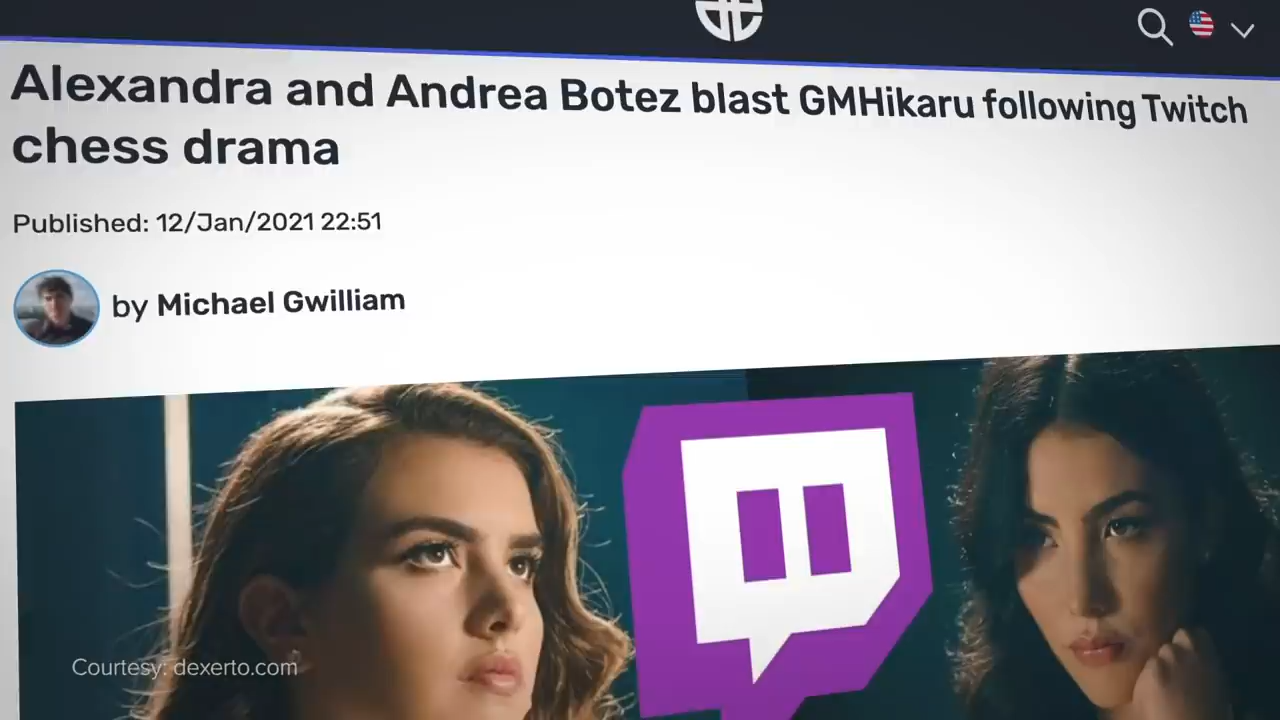 Alexandra and Andrea Botez blast GMHikaru following Twitch
chess drama
Published: 12/Jan/2021 22:51
by Michael Gwilliam
Courtesy: dexerto.com